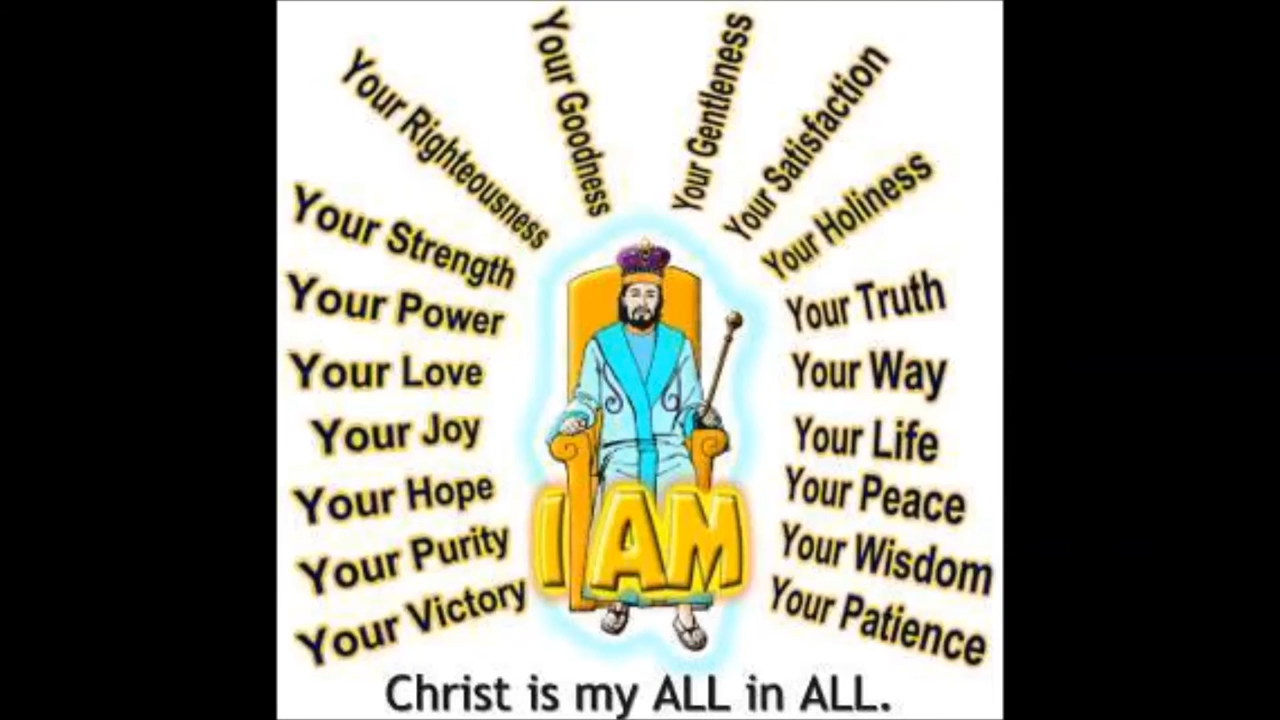 Your Goodness
Your Gentleness
Your Righteousness
Your Satisfaction
Your Holiness
Your Strength
Your Truth
Your Power
Your Way
Your Love
Your Life
Your Joy
Your Peace
Your Hope
Your Wisdom
Your Purity
Your Patience
Your Victory
I AM
Christ is my ALL in ALL.